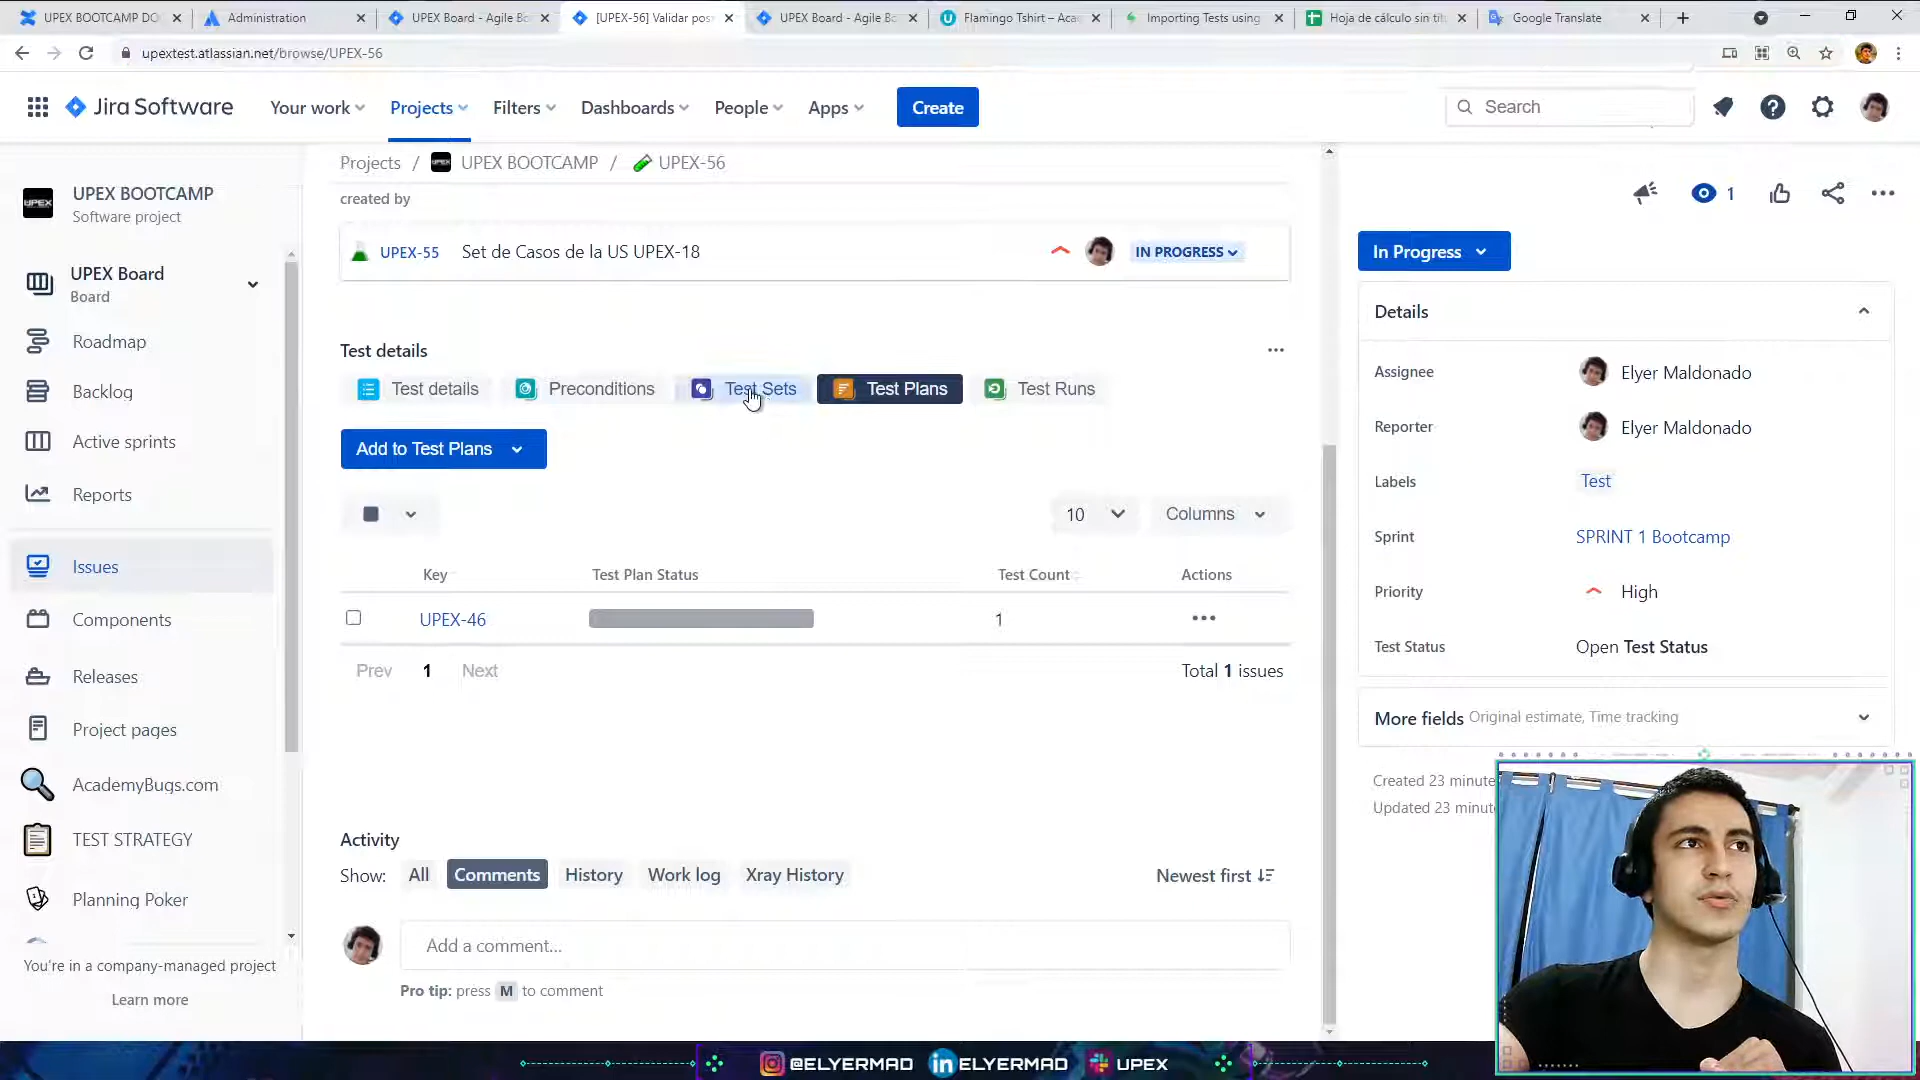 UPEX BOOTCAMP DO
Administration
UPEX Board - Agile Bo
[UPEX-56] Validar pos
UPEX Board - Agile Bo
Flamingo Tshirt – Aca
Importing Tests using
Hoja de cálculo sin tít
Google Translate
upextest.atlassian.net/browse/UPEX-56
Jira Software
Your work
Projects
Filters
Dashboards
People
Apps
Create
Search
UPEX BOOTCAMP
Software project
UPEX Board
Board
Roadmap
Backlog
Active sprints
Reports
Issues
Components
Releases
Project pages
AcademyBugs.com
TEST STRATEGY
Planning Poker
You're in a company-managed project
Learn more
Projects / UPEX BOOTCAMP / UPEX-56
created by
UPEX-55 Set de Casos de la US UPEX-18 IN PROGRESS
Test details
Test details Preconditions Test Sets Test Plans Test Runs
Add to Test Plans
10 Columns
Key Test Plan Status Test Count Actions
UPEX-46 1
Prev 1 Next Total 1 issues
Activity
Show: All Comments History Work log Xray History Newest first
Add a comment...
Pro tip: press M to comment
1
In Progress
Details
Assignee Elyer Maldonado
Reporter Elyer Maldonado
Labels Test
Sprint SPRINT 1 Bootcamp
Priority High
Test Status Open Test Status
More fields Original estimate, Time tracking
Created 23
Updated 23
@ELYERMAD ELYERMAD UPEX